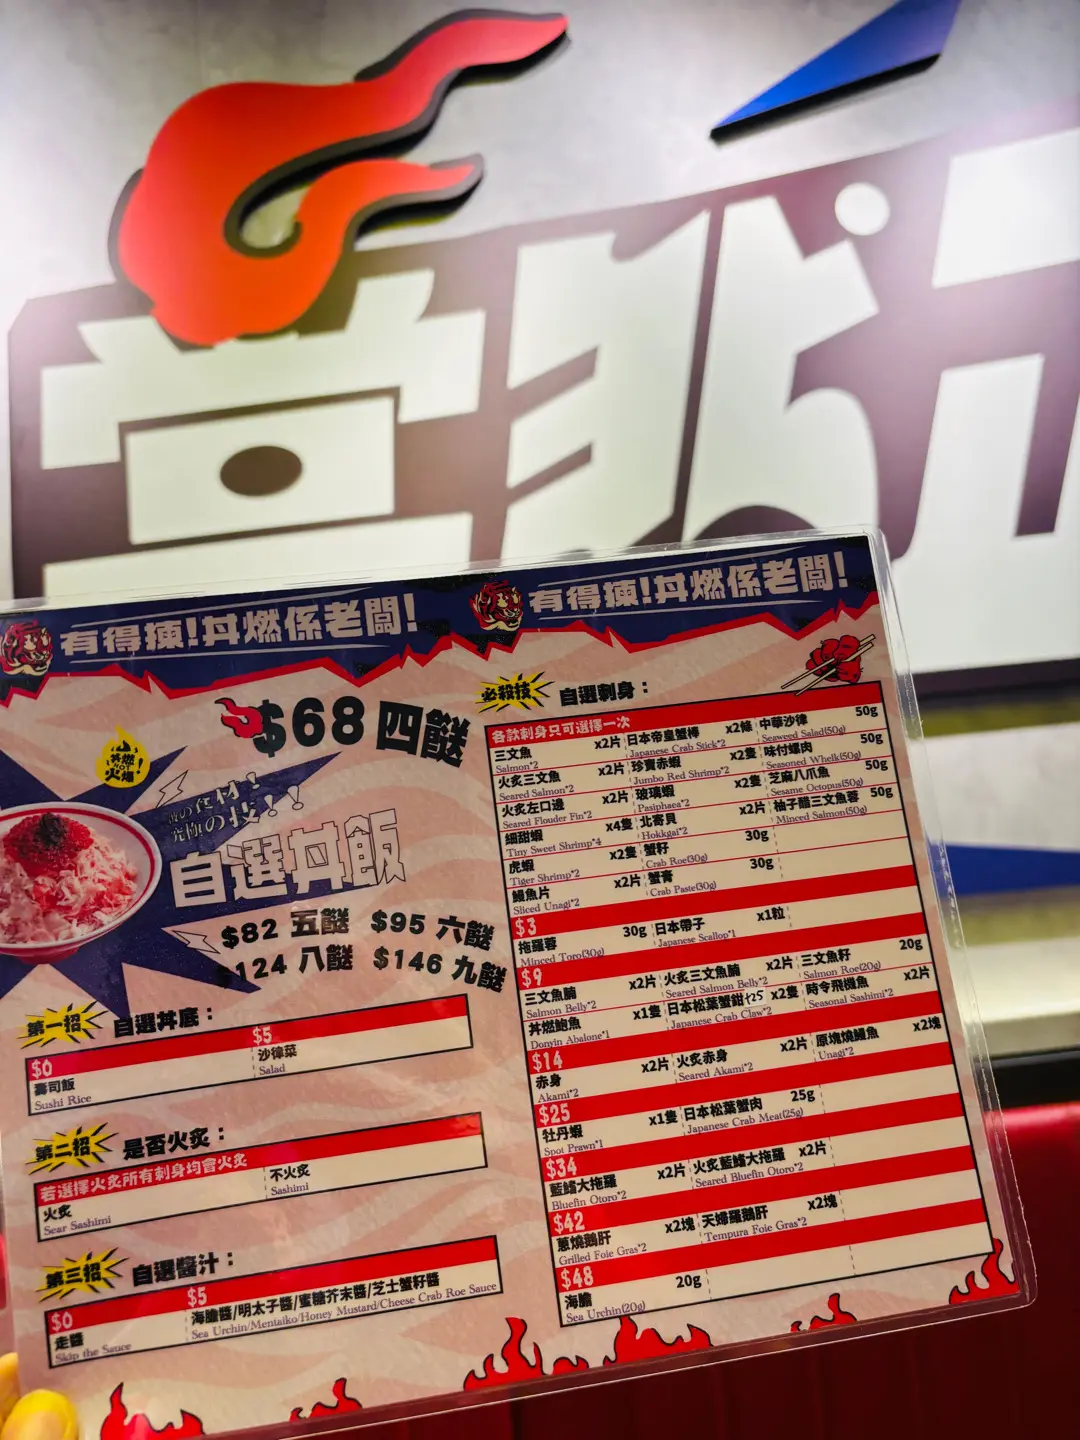 有得揀!丼燃係老闆!
有得揀!丼燃係老闆!
$68 四餸
丼燃
HOT
火爆!
究極の技!
自選丼飯
$82 五餸 $95 六餸
$124 八餸 $146 九餸
第一招 自選丼底：
$0 $5
壽司飯 沙律菜
Sushi Rice Salad
第二招 是否火炙：
若選擇火炙所有刺身均會火炙
火炙 不火炙
Sear Sashimi Sashimi
第三招 自選醬汁：
$0 $5
走醬 海膽醬/明太子醬/蜜糖芥末醬/芝士蟹籽醬
Skip the Sauce Sea Urchin/Mentaiko/Honey Mustard/Cheese Crab Roe Sauce
必殺技 自選刺身：
各款刺身只可選擇一次
三文魚 x2片 日本帝皇蟹棒 x2條 中華沙律 50g
Salmon*2 Japanese Crab Stick*2 Seaweed Salad(50g)
火炙三文魚 x2片 珍寶赤蝦 x2隻 味付螺肉 50g
Seared Salmon*2 Jumbo Red Shrimp*2 Seasoned Whelk(50g)
火炙左口邊 x2片 玻璃蝦 x2隻 芝麻八爪魚 50g
Seared Flouder Fin*2 Pasiphaea*2 Sesame Octopus(50g)
細甜蝦 x4隻 北寄貝 x2片 柚子醋三文魚蓉 50g
Tiny Sweet Shrimp*4 Hokkgai*2 Minced Salmon(50g)
虎蝦 x2隻 蟹籽 30g
Tiger Shrimp*2 Crab Roe(30g)
鰻魚片 x2片 蟹膏 30g
Sliced Unagi*2 Crab Paste(30g)
$3
拖羅蓉 30g 日本帶子 x1粒
Minced Toro(30g) Japanese Scallop*1
$9
三文魚腩 x2片 火炙三文魚腩 x2片 三文魚籽 20g
Salmon Belly*2 Seared Salmon Belly*2 Salmon Roe(20g)
丼燃鮑魚 x1隻 日本松葉蟹鉗 +25 x2隻 時令飛機魚 x2片
Donyin Abalone*1 Japanese Crab Claw*2 Seasonal Sashimi*2
$14
赤身 x2片 火炙赤身 x2片 原塊燒鰻魚 x2塊
Akami*2 Seared Akami*2 Unagi*2
$25
牡丹蝦 x1隻 日本松葉蟹肉 25g
Spot Prawn*1 Japanese Crab Meat(25g)
$34
藍鰭大拖羅 x2片 火炙藍鰭大拖羅 x2片
Bluefin Otoro*2 Seared Bluefin Otoro*2
$42
蔥燒鵝肝 x2塊 天婦羅鵝肝 x2塊
Grilled Foie Gras*2 Tempura Foie Gras*2
$48
海膽 20g
Sea Urchin(20g)